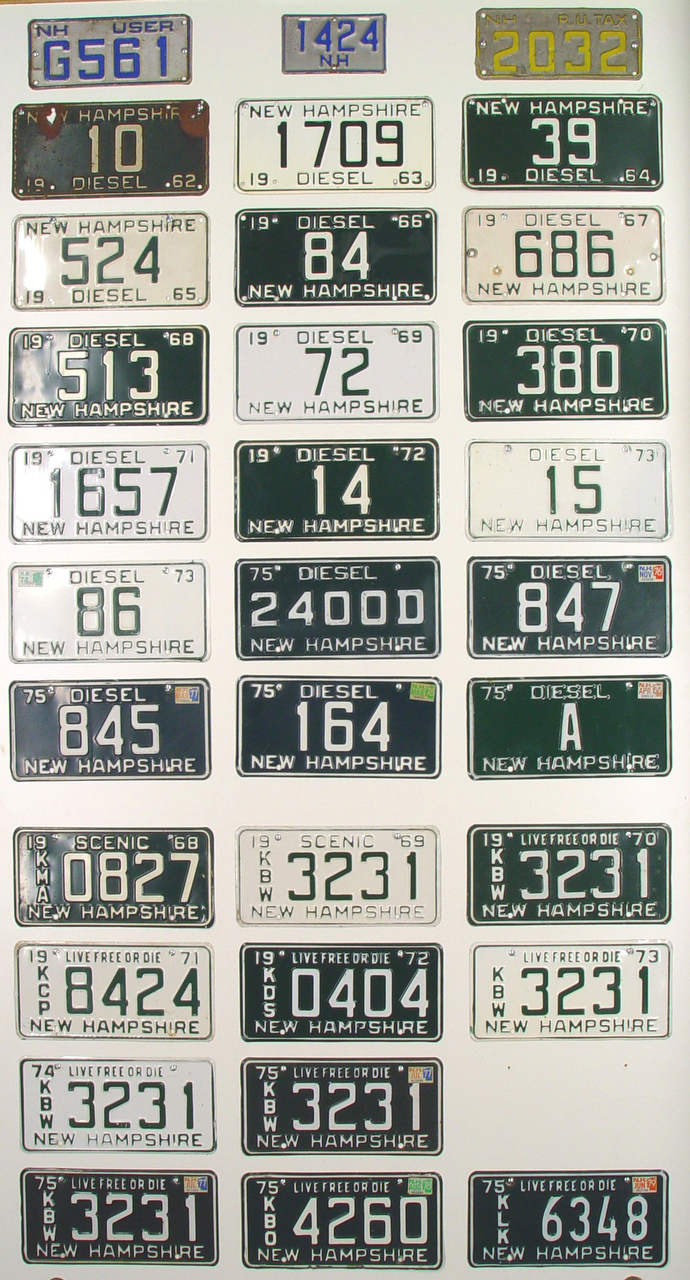 NH USER
G561
1424
N.H
NH R.U.TAX
2032
NEW HAMPSHIRE
10
19 DIESEL 62
NEW HAMPSHIRE
1709
19 DIESEL 63
NEW HAMPSHIRE
39
19 DIESEL 64
NEW HAMPSHIRE
524
19 DIESEL 65
19 DIESEL 66
84
NEW HAMPSHIRE
19 DIESEL 67
686
NEW HAMPSHIRE
19 DIESEL 68
513
NEW HAMPSHIRE
19 DIESEL 69
72
NEW HAMPSHIRE
19 DIESEL 70
380
NEW HAMPSHIRE
19 DIESEL 71
1657
NEW HAMPSHIRE
19 DIESEL 72
14
NEW HAMPSHIRE
DIESEL 73
15
NEW HAMPSHIRE
DIESEL 73
86
NEW HAMPSHIRE
75 DIESEL
2400D
NEW HAMPSHIRE
75 DIESEL
NOV 76
847
NEW HAMPSHIRE
75 DIESEL
77
845
NEW HAMPSHIRE
75 DIESEL
164
NEW HAMPSHIRE
75 DIESEL
APR
A
NEW HAMPSHIRE
19 SCENIC 68
KMA 0827
NEW HAMPSHIRE
19 SCENIC 69
KBW 3231
NEW HAMPSHIRE
19 LIVE FREE OR DIE 70
KBW 3231
NEW HAMPSHIRE
19 LIVE FREE OR DIE 71
KCP 8424
NEW HAMPSHIRE
19 LIVE FREE OR DIE 72
KDS 0404
NEW HAMPSHIRE
LIVE FREE OR DIE 73
KBW 3231
NEW HAMPSHIRE
74 LIVE FREE OR DIE
KBW 3231
NEW HAMPSHIRE
75 LIVE FREE OR DIE
77
KBW 3231
NEW HAMPSHIRE
75 LIVE FREE OR DIE
77
KBW 3231
NEW HAMPSHIRE
75 LIVE FREE OR DIE
KBO 4260
NEW HAMPSHIRE
75 LIVE FREE OR DIE
JUN
KLK 6348
NEW HAMPSHIRE